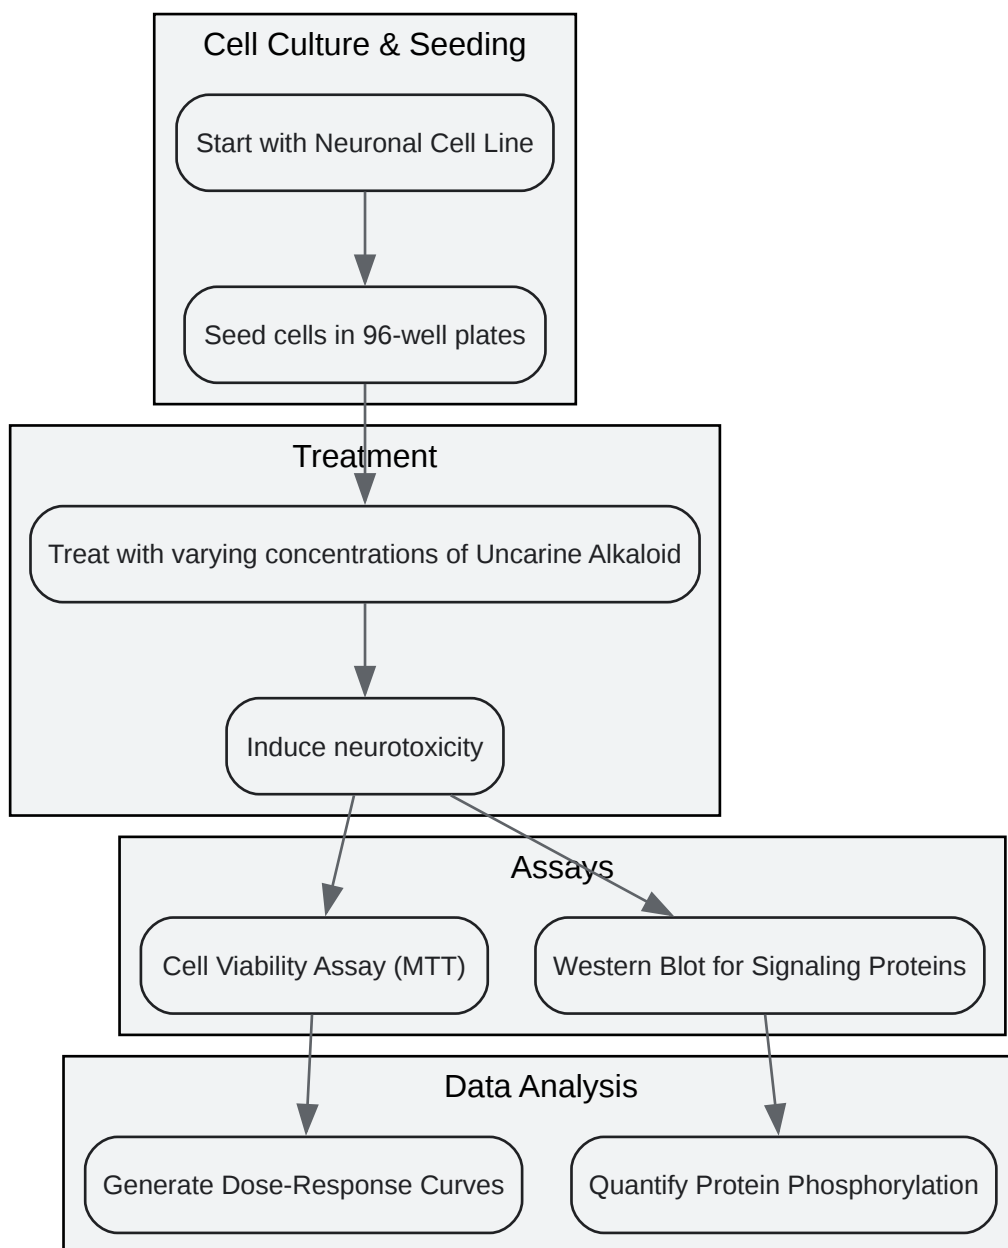 Cell Culture & Seeding
Start with Neuronal Cell Line
Seed cells in 96-well plates
Treatment
Treat with varying concentrations of Uncarine Alkaloid
Induce neurotoxicity
Assays
Cell Viability Assay (MTT)
Western Blot for Signaling Proteins
Data Analysis
Generate Dose-Response Curves
Quantify Protein Phosphorylation